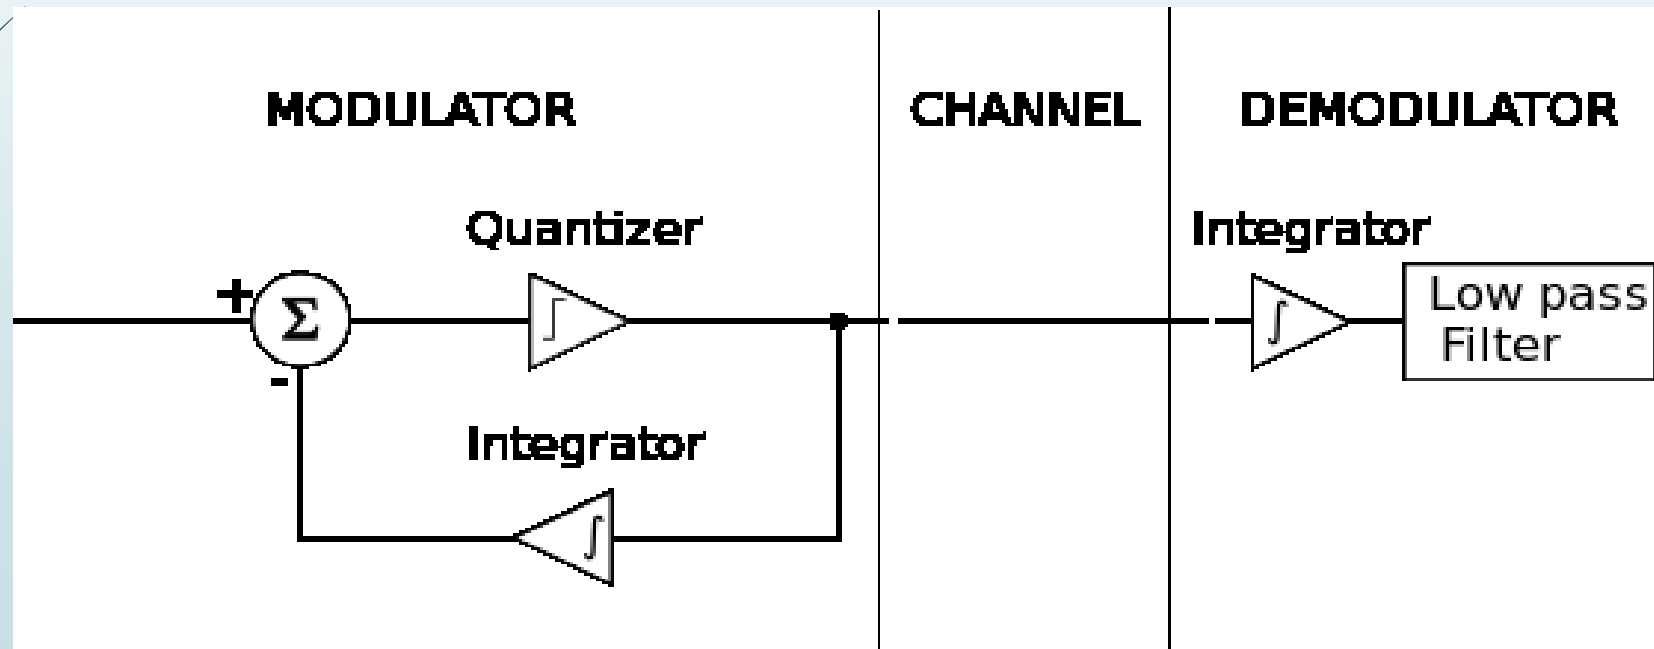 MODULATOR
CHANNEL
DEMODULATOR
Quantizer
Integrator
+
Σ
∫
∫
Low pass
Filter
-
Integrator
∫